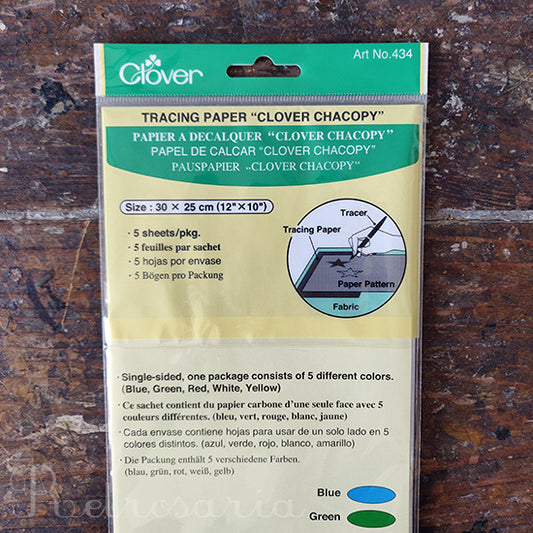 Clover
Art No.434
TRACING PAPER “CLOVER CHACOPY”
PAPIER A DECALQUER “CLOVER CHACOPY”
PAPEL DE CALCAR “CLOVER CHACOPY”
PAUSPAPIER „CLOVER CHACOPY“
Size : 30 × 25 cm (12"×10")
· 5 sheets/pkg.
· 5 feuilles par sachet
· 5 hojas por envase
· 5 Bögen pro Packung
Tracer
Tracing Paper
Paper Pattern
Fabric
· Single-sided, one package consists of 5 different colors.
(Blue, Green, Red, White, Yellow)
· Ce sachet contient du papier carbone d’une seule face avec 5
couleurs différentes. (bleu, vert, rouge, blanc, jaune)
· Cada envase contiene hojas para usar de un solo lado en 5
colores distintos. (azul, verde, rojo, blanco, amarillo)
· Die Packung enthält 5 verschiedene Farben.
(blau, grün, rot, weiß, gelb)
Retrosaria
Blue
Green